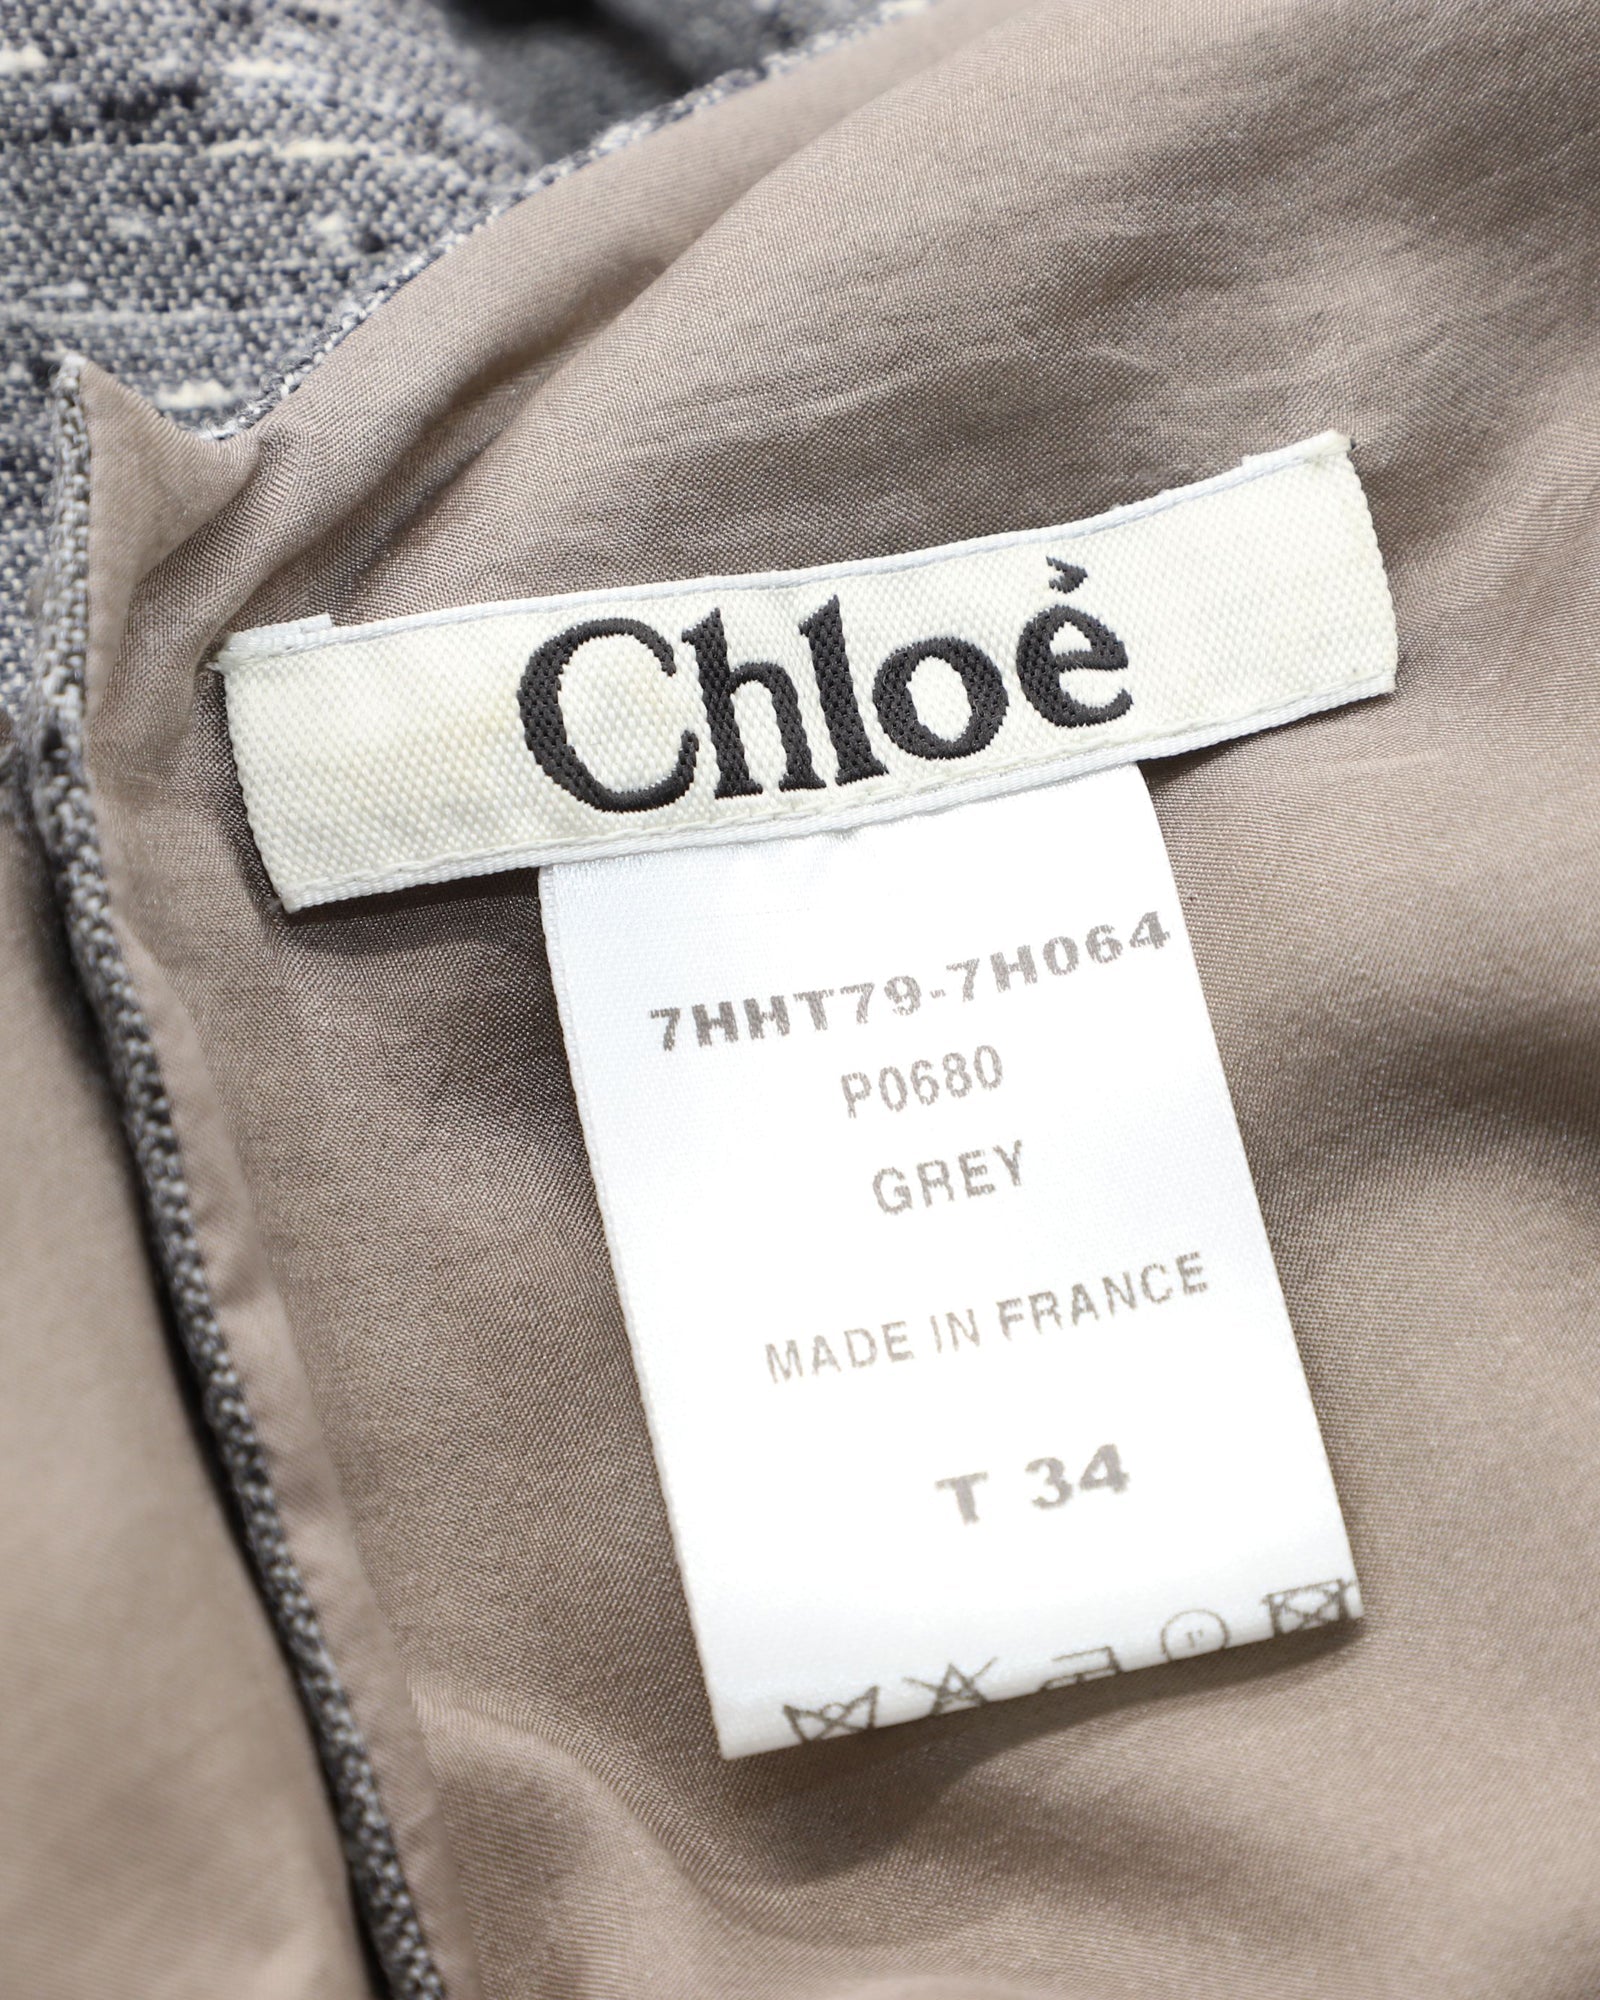 Chloé
7HHT79-7H064
P0680
GREY
MADE IN FRANCE
T 34
P